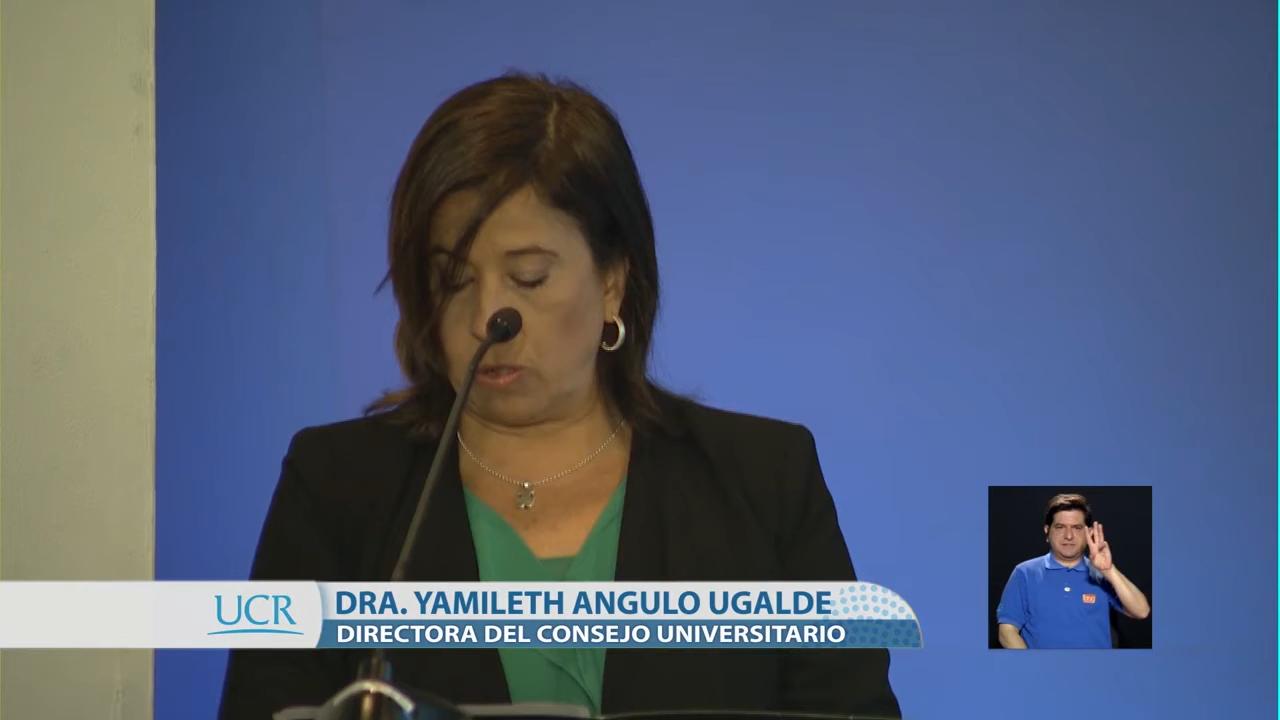 UCR
DRA. YAMILETH ANGULO UGALDE
DIRECTORA DEL CONSEJO UNIVERSITARIO